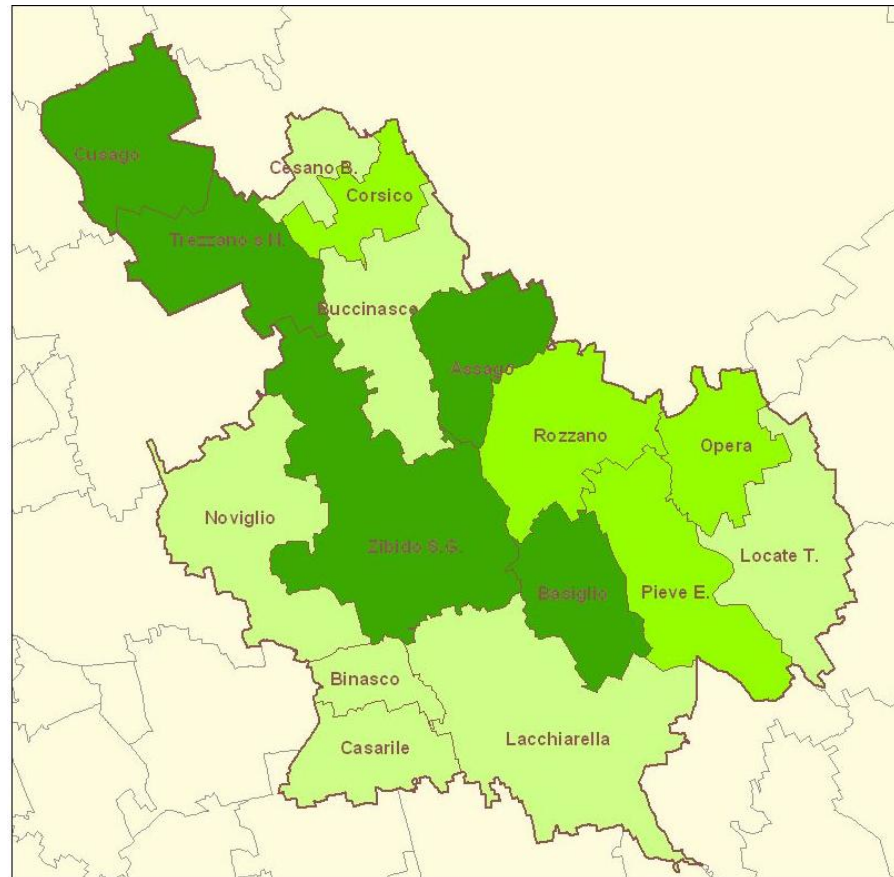 Cusago
Cesano B.
Corsico
Trezzano s N.
Buccinasco
Assago
Rozzano
Opera
Noviglio
Zibido S.G.
Locate T.
Basiglio
Pieve E.
Binasco
Lacchiarella
Casarile